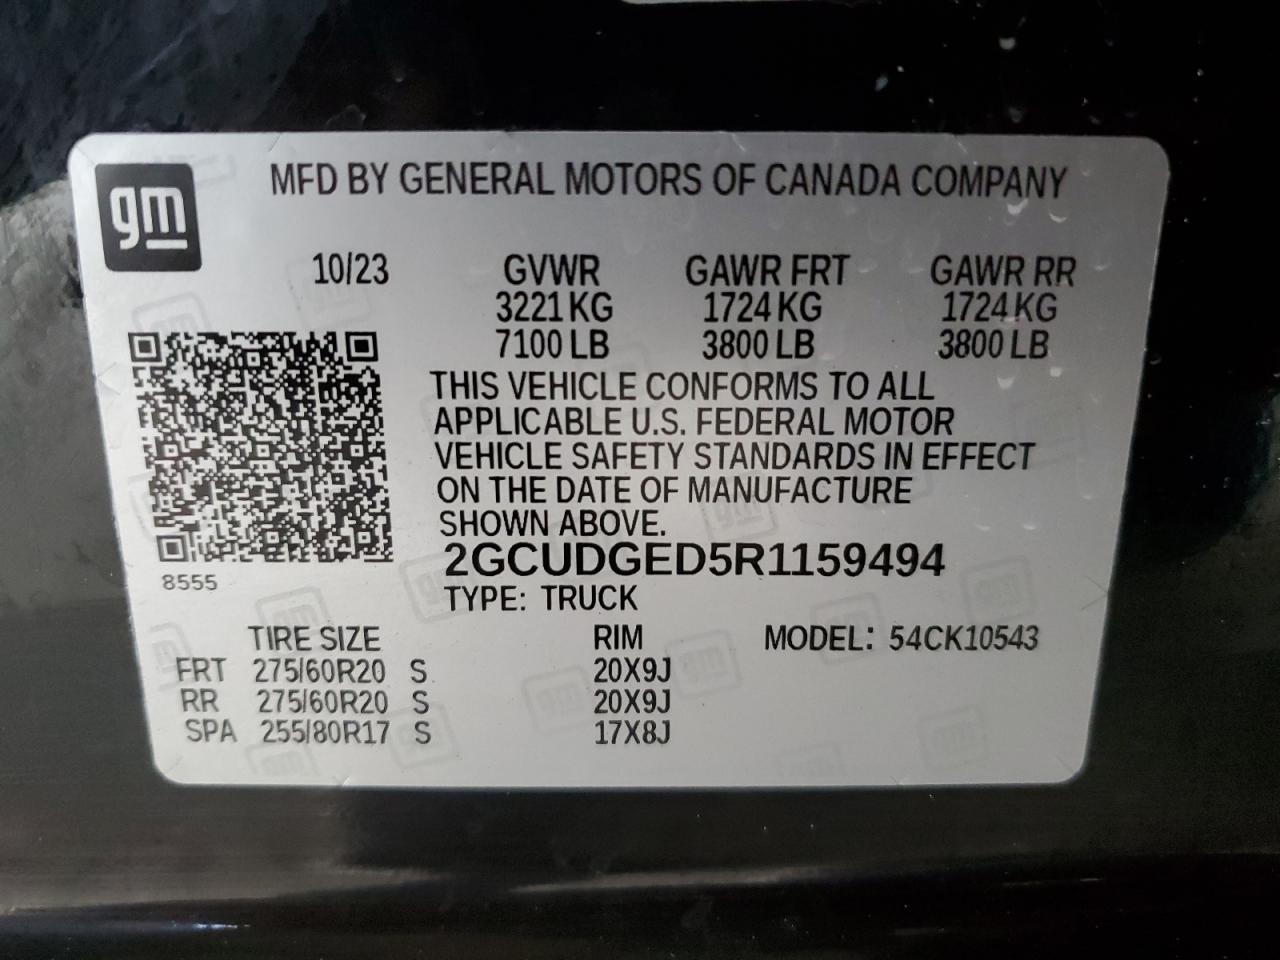 gm
MFD BY GENERAL MOTORS OF CANADA COMPANY
10/23 GVWR GAWR FRT GAWR RR
3221 KG 1724 KG 1724 KG
7100 LB 3800 LB 3800 LB
THIS VEHICLE CONFORMS TO ALL
APPLICABLE U.S. FEDERAL MOTOR
VEHICLE SAFETY STANDARDS IN EFFECT
ON THE DATE OF MANUFACTURE
SHOWN ABOVE.
2GCUDGED5R1159494
8555
TYPE: TRUCK
TIRE SIZE RIM MODEL: 54CK10543
FRT 275/60R20 S 20X9J
RR 275/60R20 S 20X9J
SPA 255/80R17 S 17X8J